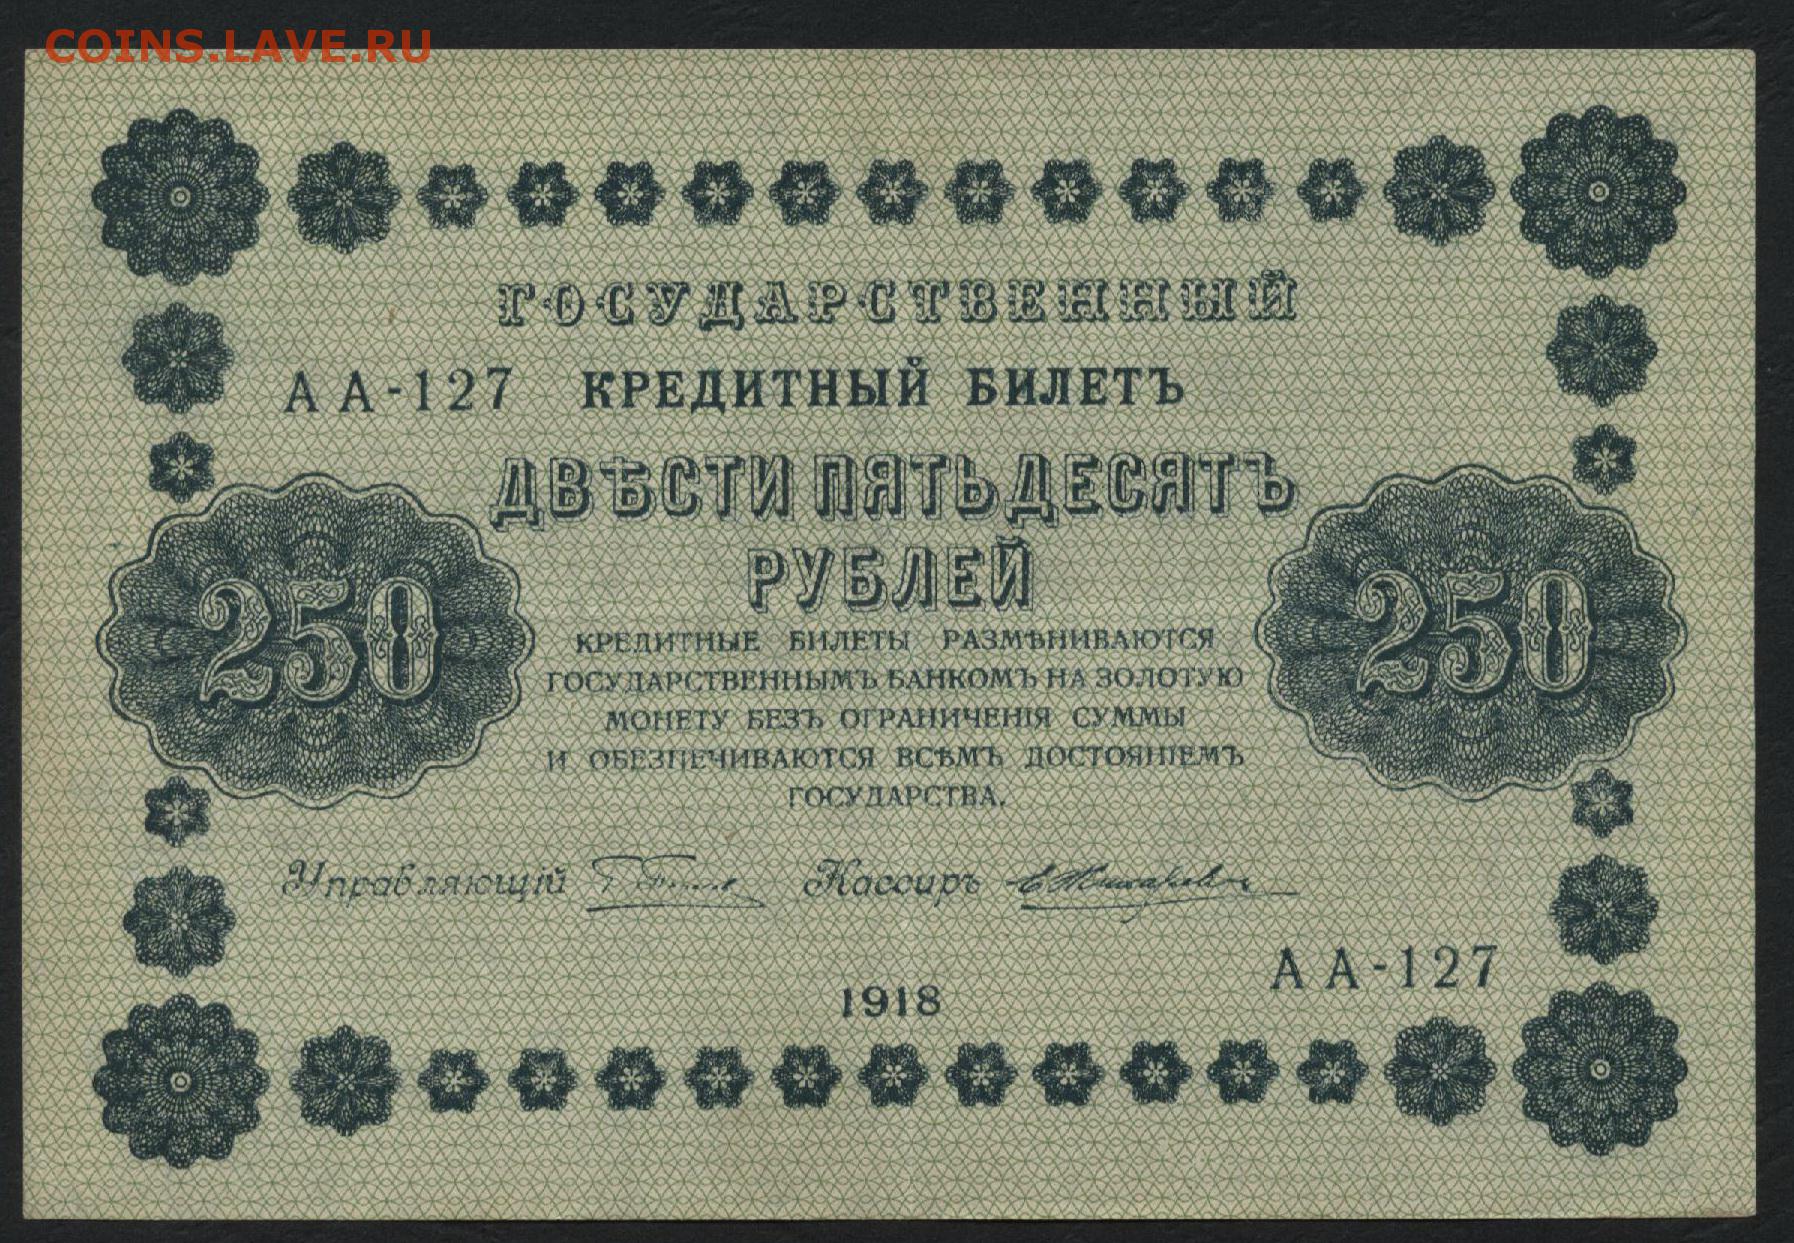 COINS.LAVE.RU
ГОСУДАРСТВЕННЫЙ
АА-127 КРЕДИТНЫЙ БИЛЕТЪ
ДВѢСТИ ПЯТЬДЕСЯТЪ
РУБЛЕЙ
250 250
КРЕДИТНЫЕ БИЛЕТЫ РАЗМѢНИВАЮТСЯ
ГОСУДАРСТВЕННЫМЪ БАНКОМЪ НА ЗОЛОТУЮ
МОНЕТУ БЕЗЪ ОГРАНИЧЕНІЯ СУММЫ
И ОБЕЗПЕЧИВАЮТСЯ ВСѢМЪ ДОСТОЯНІЕМЪ
ГОСУДАРСТВА.
Управляющій Кассиръ
АА-127
1918